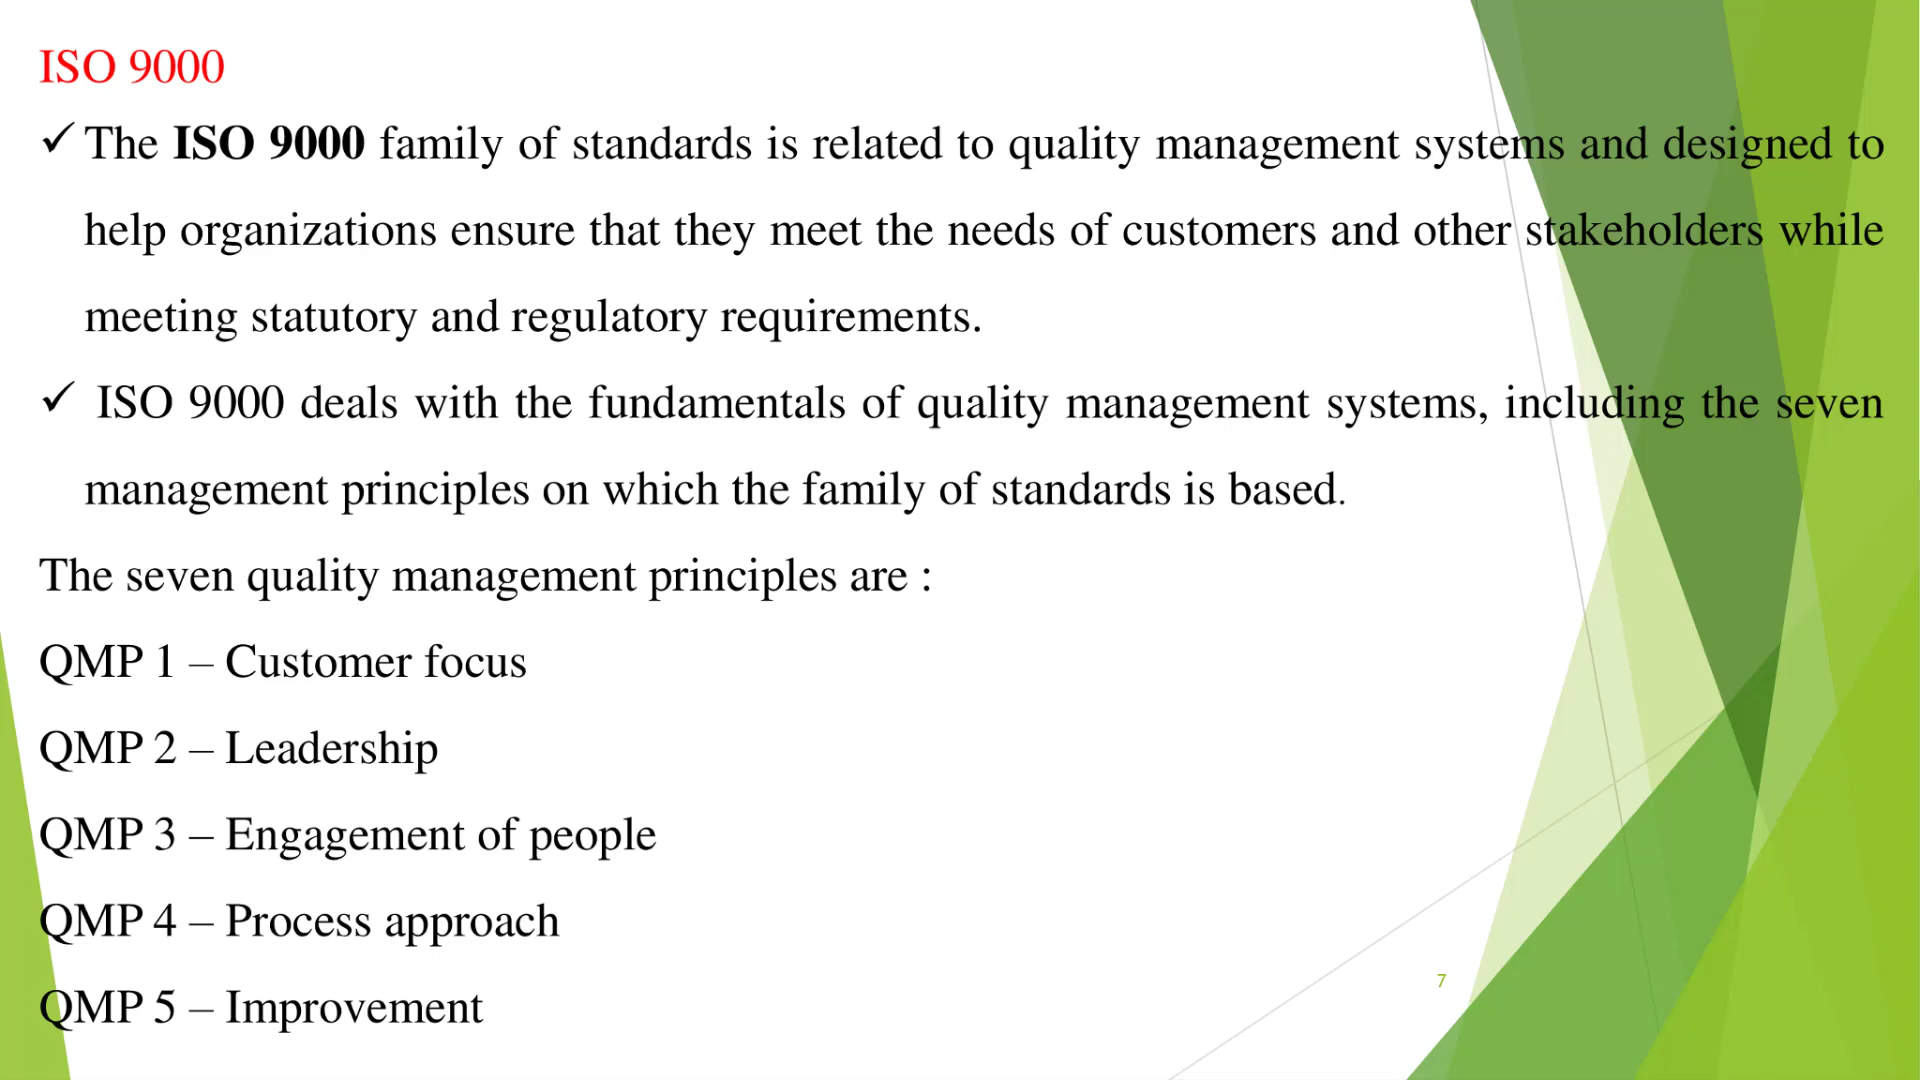 ISO 9000
✓ The ISO 9000 family of standards is related to quality management systems and designed to
help organizations ensure that they meet the needs of customers and other stakeholders while
meeting statutory and regulatory requirements.
✓ ISO 9000 deals with the fundamentals of quality management systems, including the seven
management principles on which the family of standards is based.
The seven quality management principles are :
QMP 1 – Customer focus
QMP 2 – Leadership
QMP 3 – Engagement of people
QMP 4 – Process approach
QMP 5 – Improvement
7